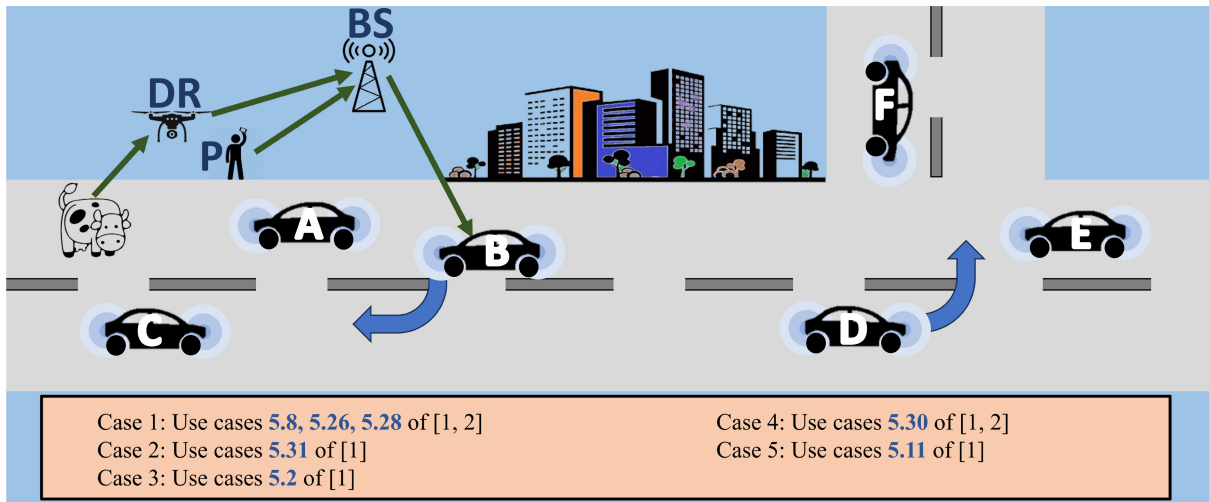 BS
DR
P
F
A
B
E
C
D
Case 1: Use cases 5.8, 5.26, 5.28 of [1, 2]
Case 2: Use cases 5.31 of [1]
Case 3: Use cases 5.2 of [1]
Case 4: Use cases 5.30 of [1, 2]
Case 5: Use cases 5.11 of [1]